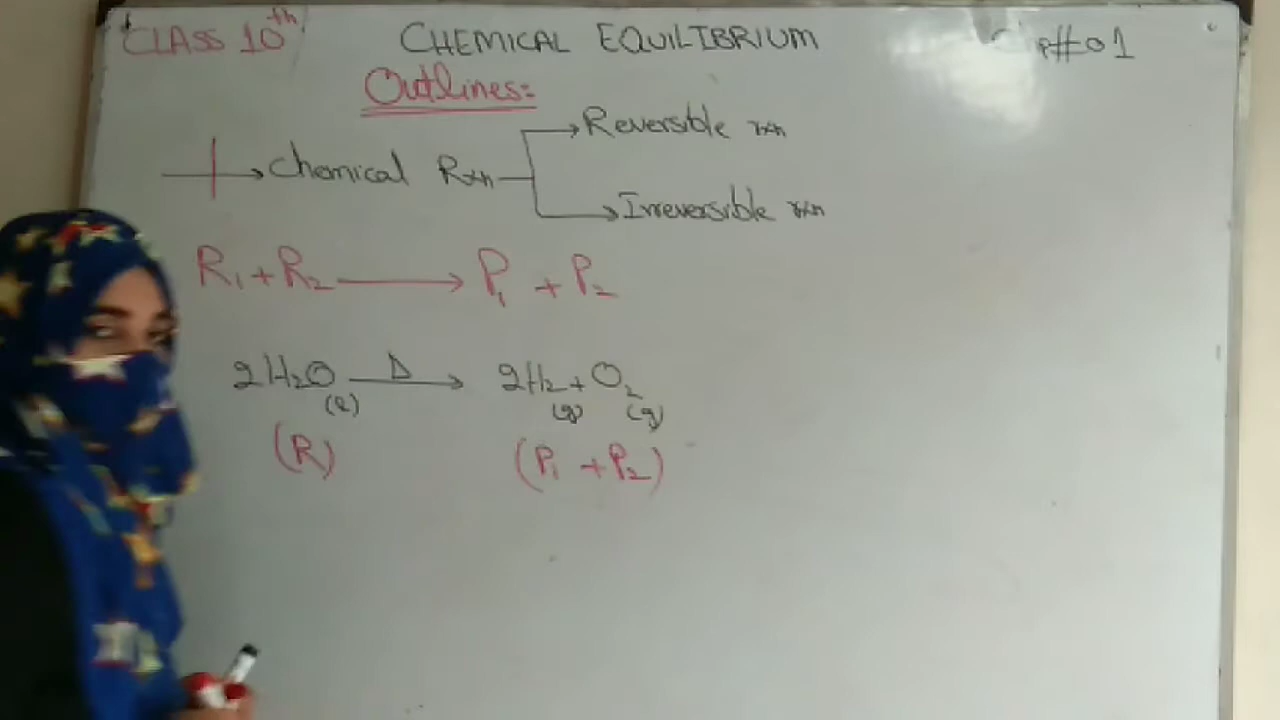 CLASS 10th CHEMICAL EQUILIBRIUM P#01
Outlines:
Reversible rxn
Chemical Rxn
Irreversible rxn
R1 + R2 → P1 + P2
2H2O(l) —Δ→ 2H2(g) + O2(g)
(R) (P1 + P2)